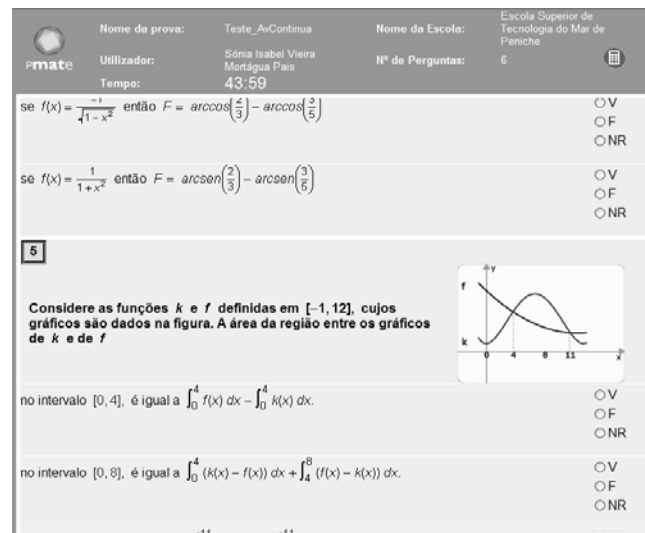 Nome da prova: Teste_AvContinua Nome da Escola: Escola Superior de Tecnologia do Mar de Peniche
PMATE Utilizador: Sónia Isabel Vieira Mortágua Pais Nº de Perguntas: 6
Tempo: 43:59
se f(x) = -1/√(1 - x²) então F = arccos(2/3) - arccos(3/5)
V
F
NR
se f(x) = 1/(1 + x²) então F = arcsen(2/3) - arcsen(3/5)
V
F
NR
5
Considere as funções k e f definidas em [-1, 12], cujos
gráficos são dados na figura. A área da região entre os gráficos
de k e de f
y
f
k
0 4 8 11 x
no intervalo [0, 4], é igual a ∫₀⁴ f(x) dx - ∫₀⁴ k(x) dx.
V
F
NR
no intervalo [0, 8], é igual a ∫₀⁴ (k(x) - f(x)) dx + ∫₄⁸ (f(x) - k(x)) dx.
V
F
NR